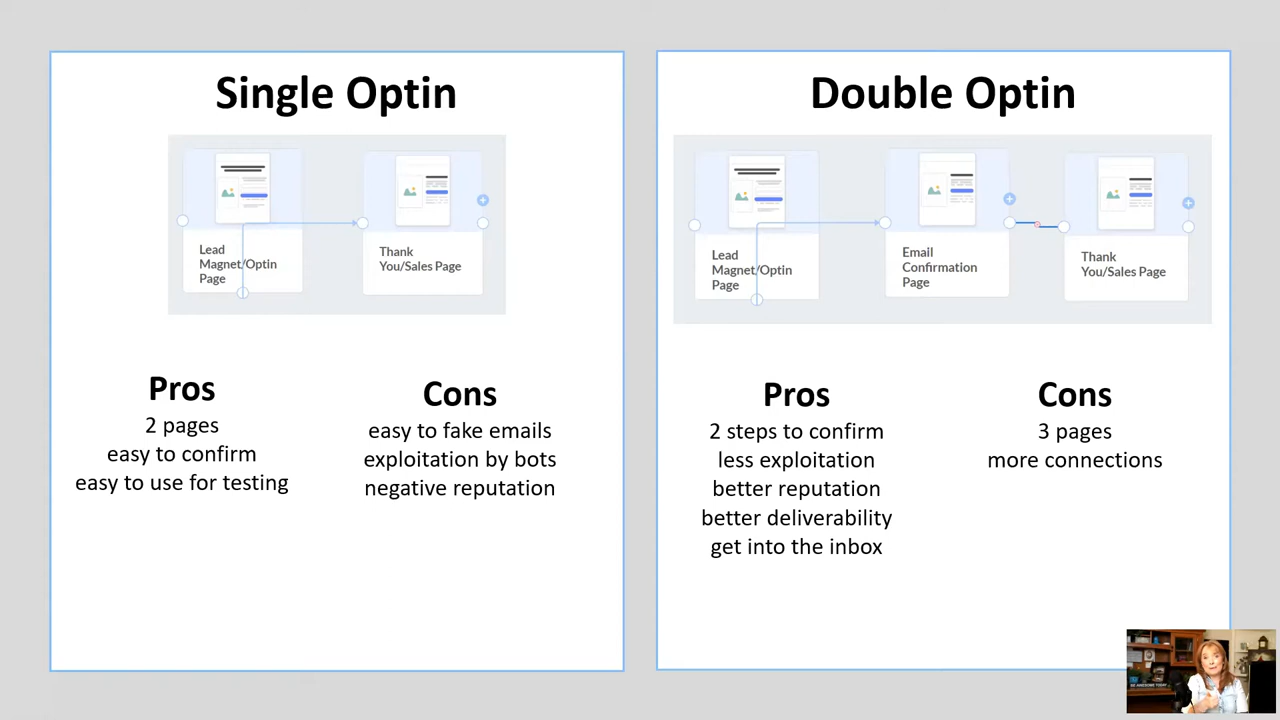 Single Optin
Lead
Magnet/Optin
Page
Thank
You/Sales Page
Pros
2 pages
easy to confirm
easy to use for testing
Cons
easy to fake emails
exploitation by bots
negative reputation
Double Optin
Lead
Magnet/Optin
Page
Email
Confirmation
Page
Thank
You/Sales Page
Pros
2 steps to confirm
less exploitation
better reputation
better deliverability
get into the inbox
Cons
3 pages
more connections